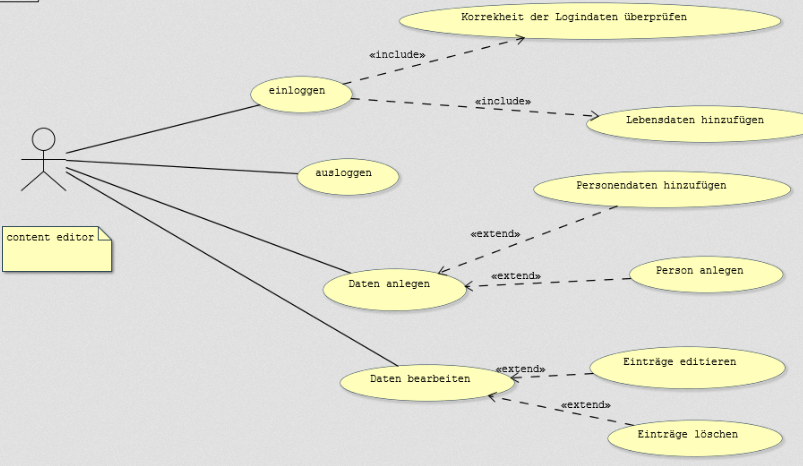 Korrekheit der Logindaten überprüfen
«include»
einloggen
«include»
Lebensdaten hinzufügen
ausloggen
Personendaten hinzufügen
content editor
«extend»
Person anlegen
«extend»
Daten anlegen
Einträge editieren
«extend»
Daten bearbeiten
«extend»
Einträge löschen